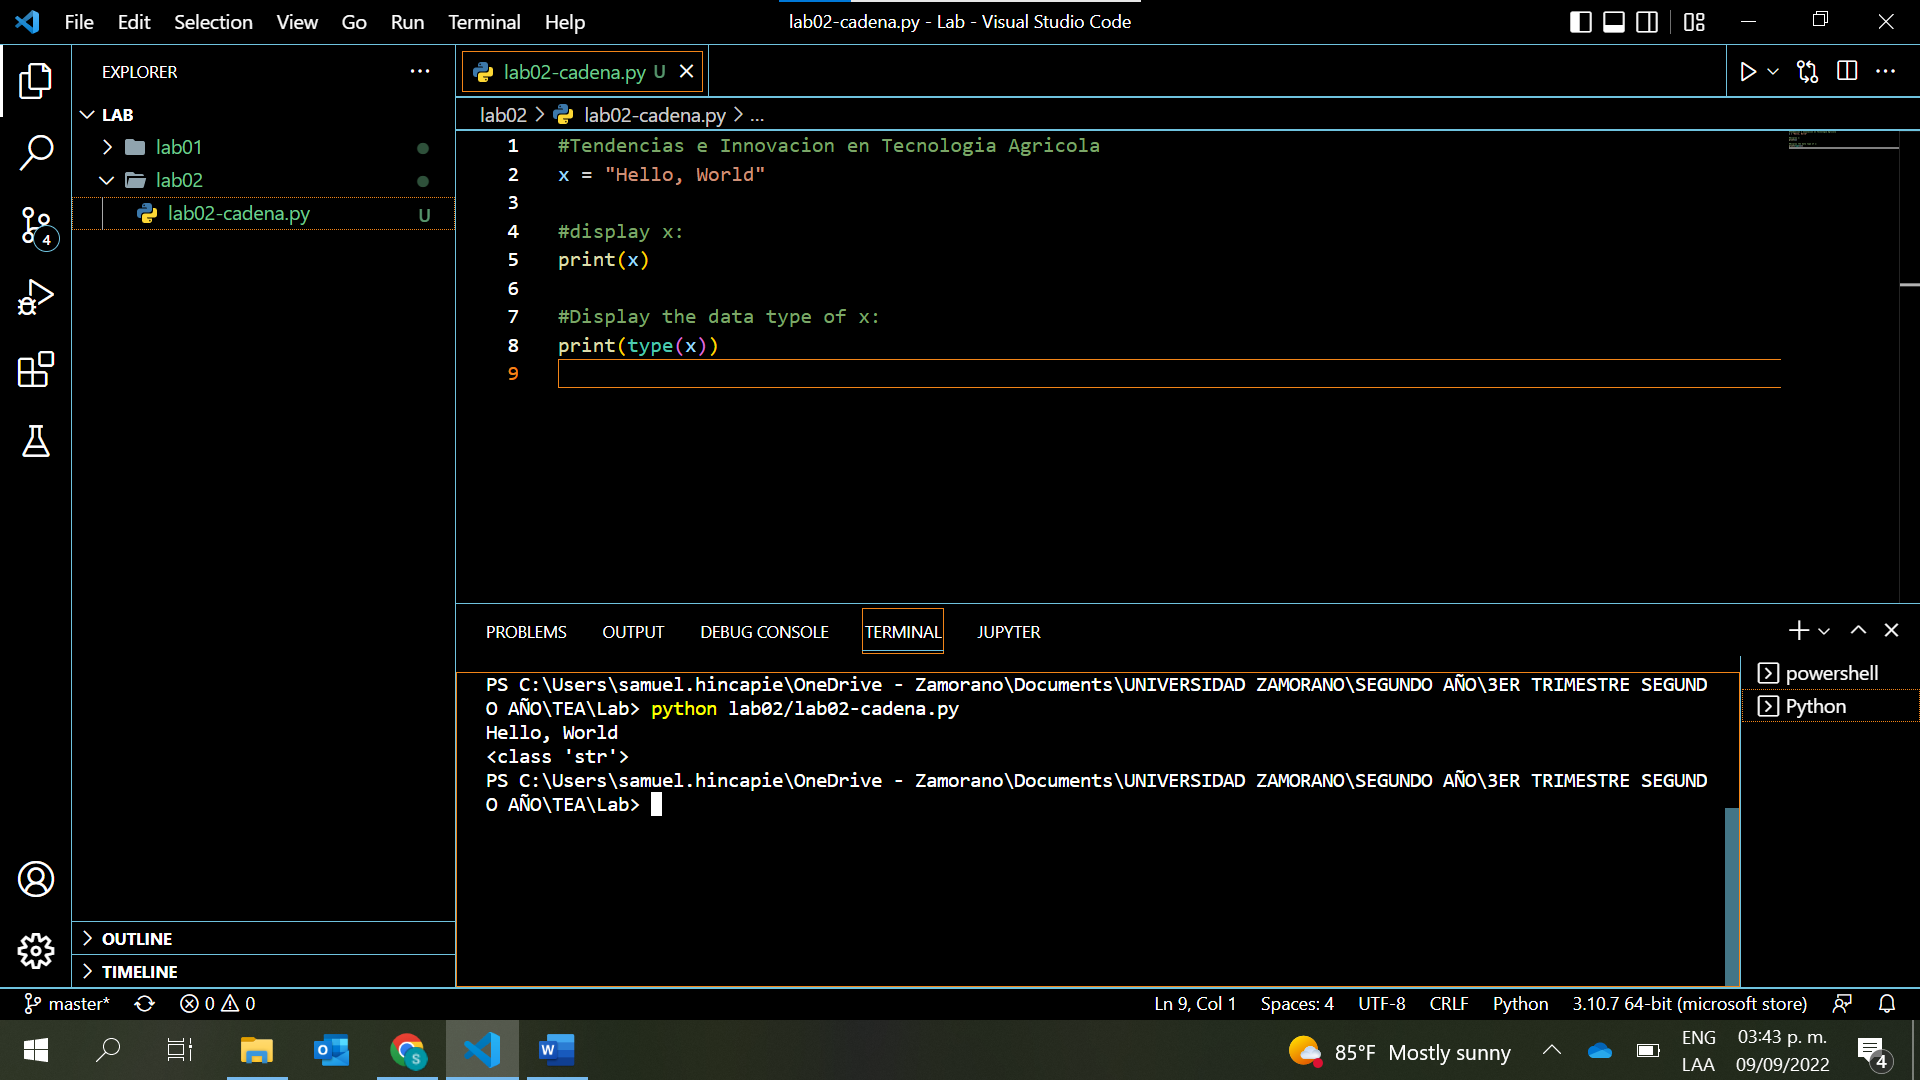 File Edit Selection View Go Run Terminal Help
lab02-cadena.py - Lab - Visual Studio Code
EXPLORER
LAB
lab01
lab02
lab02-cadena.py U
4
lab02-cadena.py U
lab02 > lab02-cadena.py > ...
1 #Tendencias e Innovacion en Tecnologia Agricola
2 x = "Hello, World"
3
4 #display x:
5 print(x)
6
7 #Display the data type of x:
8 print(type(x))
9
PROBLEMS OUTPUT DEBUG CONSOLE TERMINAL JUPYTER
PS C:\Users\samuel.hincapie\OneDrive - Zamorano\Documents\UNIVERSIDAD ZAMORANO\SEGUNDO AÑO\3ER TRIMESTRE SEGUND
O AÑO\TEA\Lab> python lab02/lab02-cadena.py
Hello, World
<class 'str'>
PS C:\Users\samuel.hincapie\OneDrive - Zamorano\Documents\UNIVERSIDAD ZAMORANO\SEGUNDO AÑO\3ER TRIMESTRE SEGUND
O AÑO\TEA\Lab>
powershell
Python
OUTLINE
TIMELINE
master* 0 0
Ln 9, Col 1 Spaces: 4 UTF-8 CRLF Python 3.10.7 64-bit (microsoft store)
85°F Mostly sunny
ENG
LAA
03:43 p. m.
09/09/2022
4